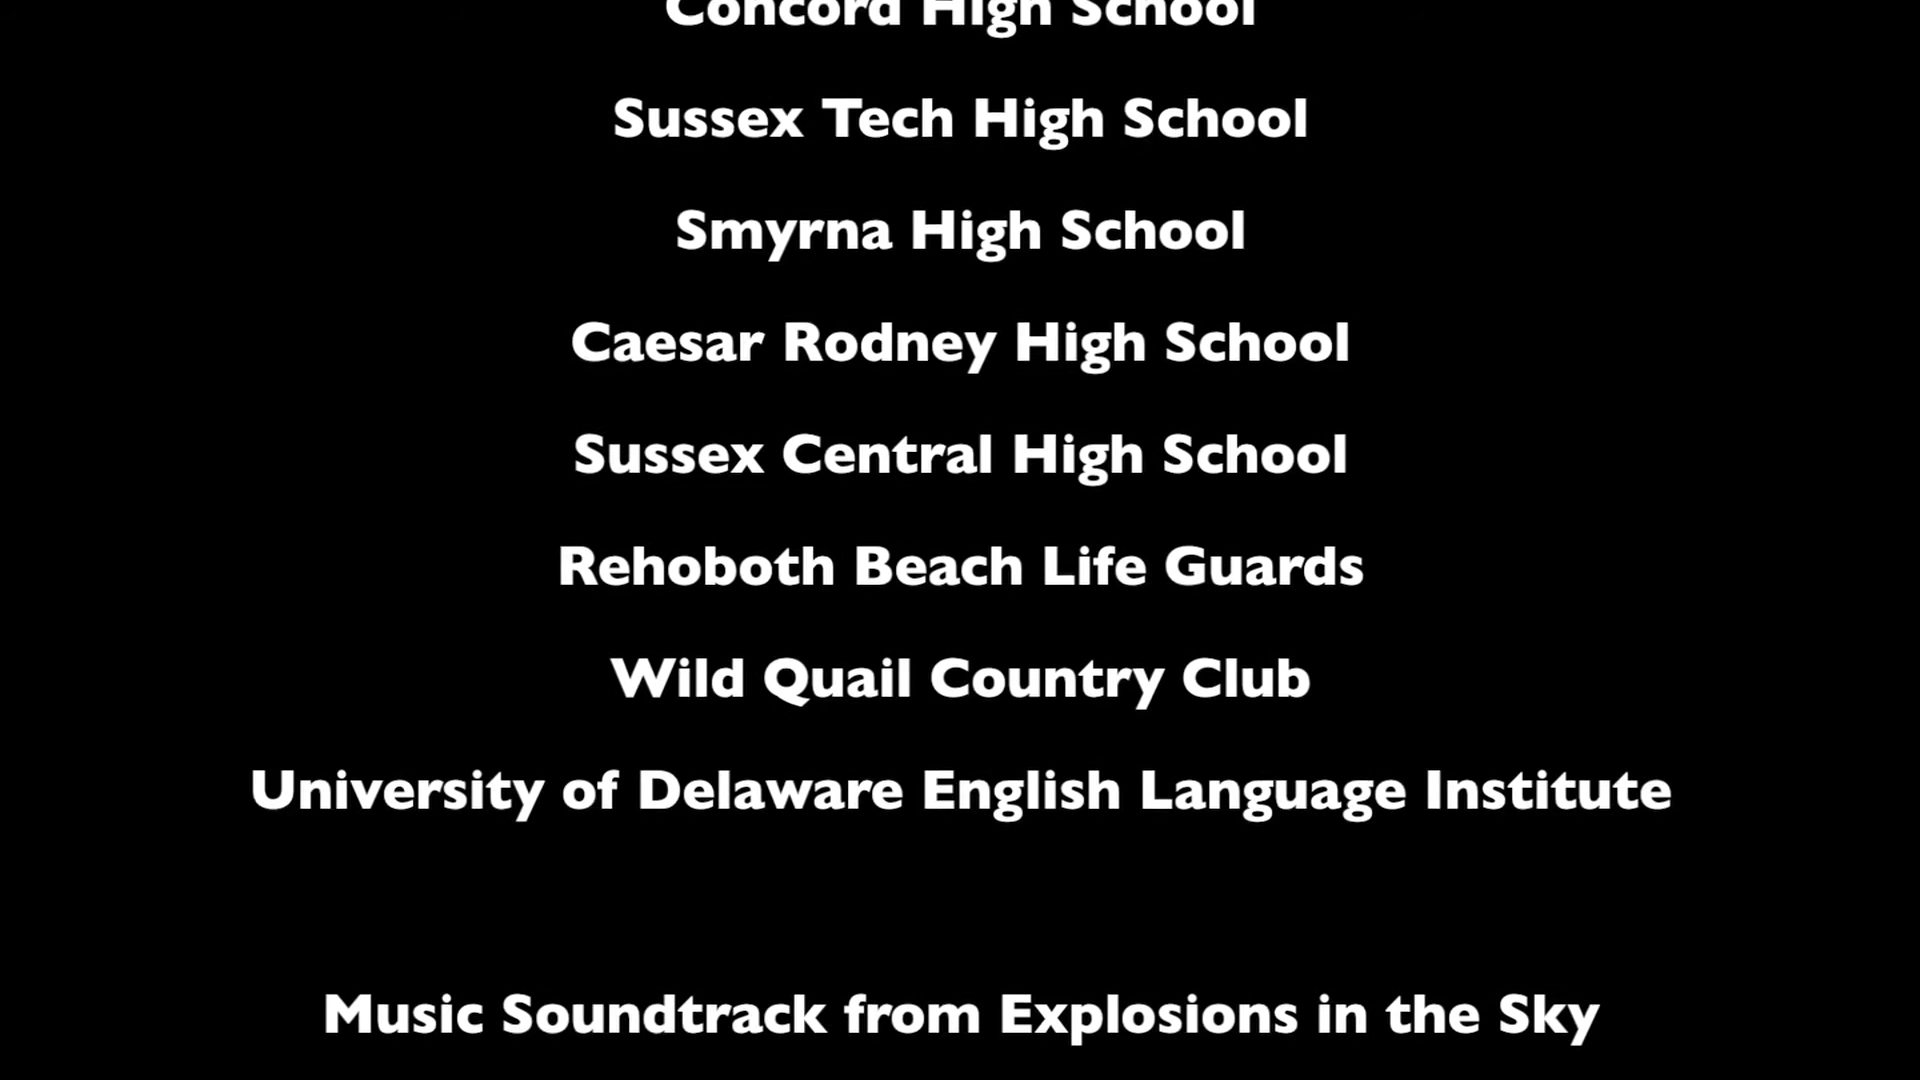 Concord High School
Sussex Tech High School
Smyrna High School
Caesar Rodney High School
Sussex Central High School
Rehoboth Beach Life Guards
Wild Quail Country Club
University of Delaware English Language Institute
Music Soundtrack from Explosions in the Sky